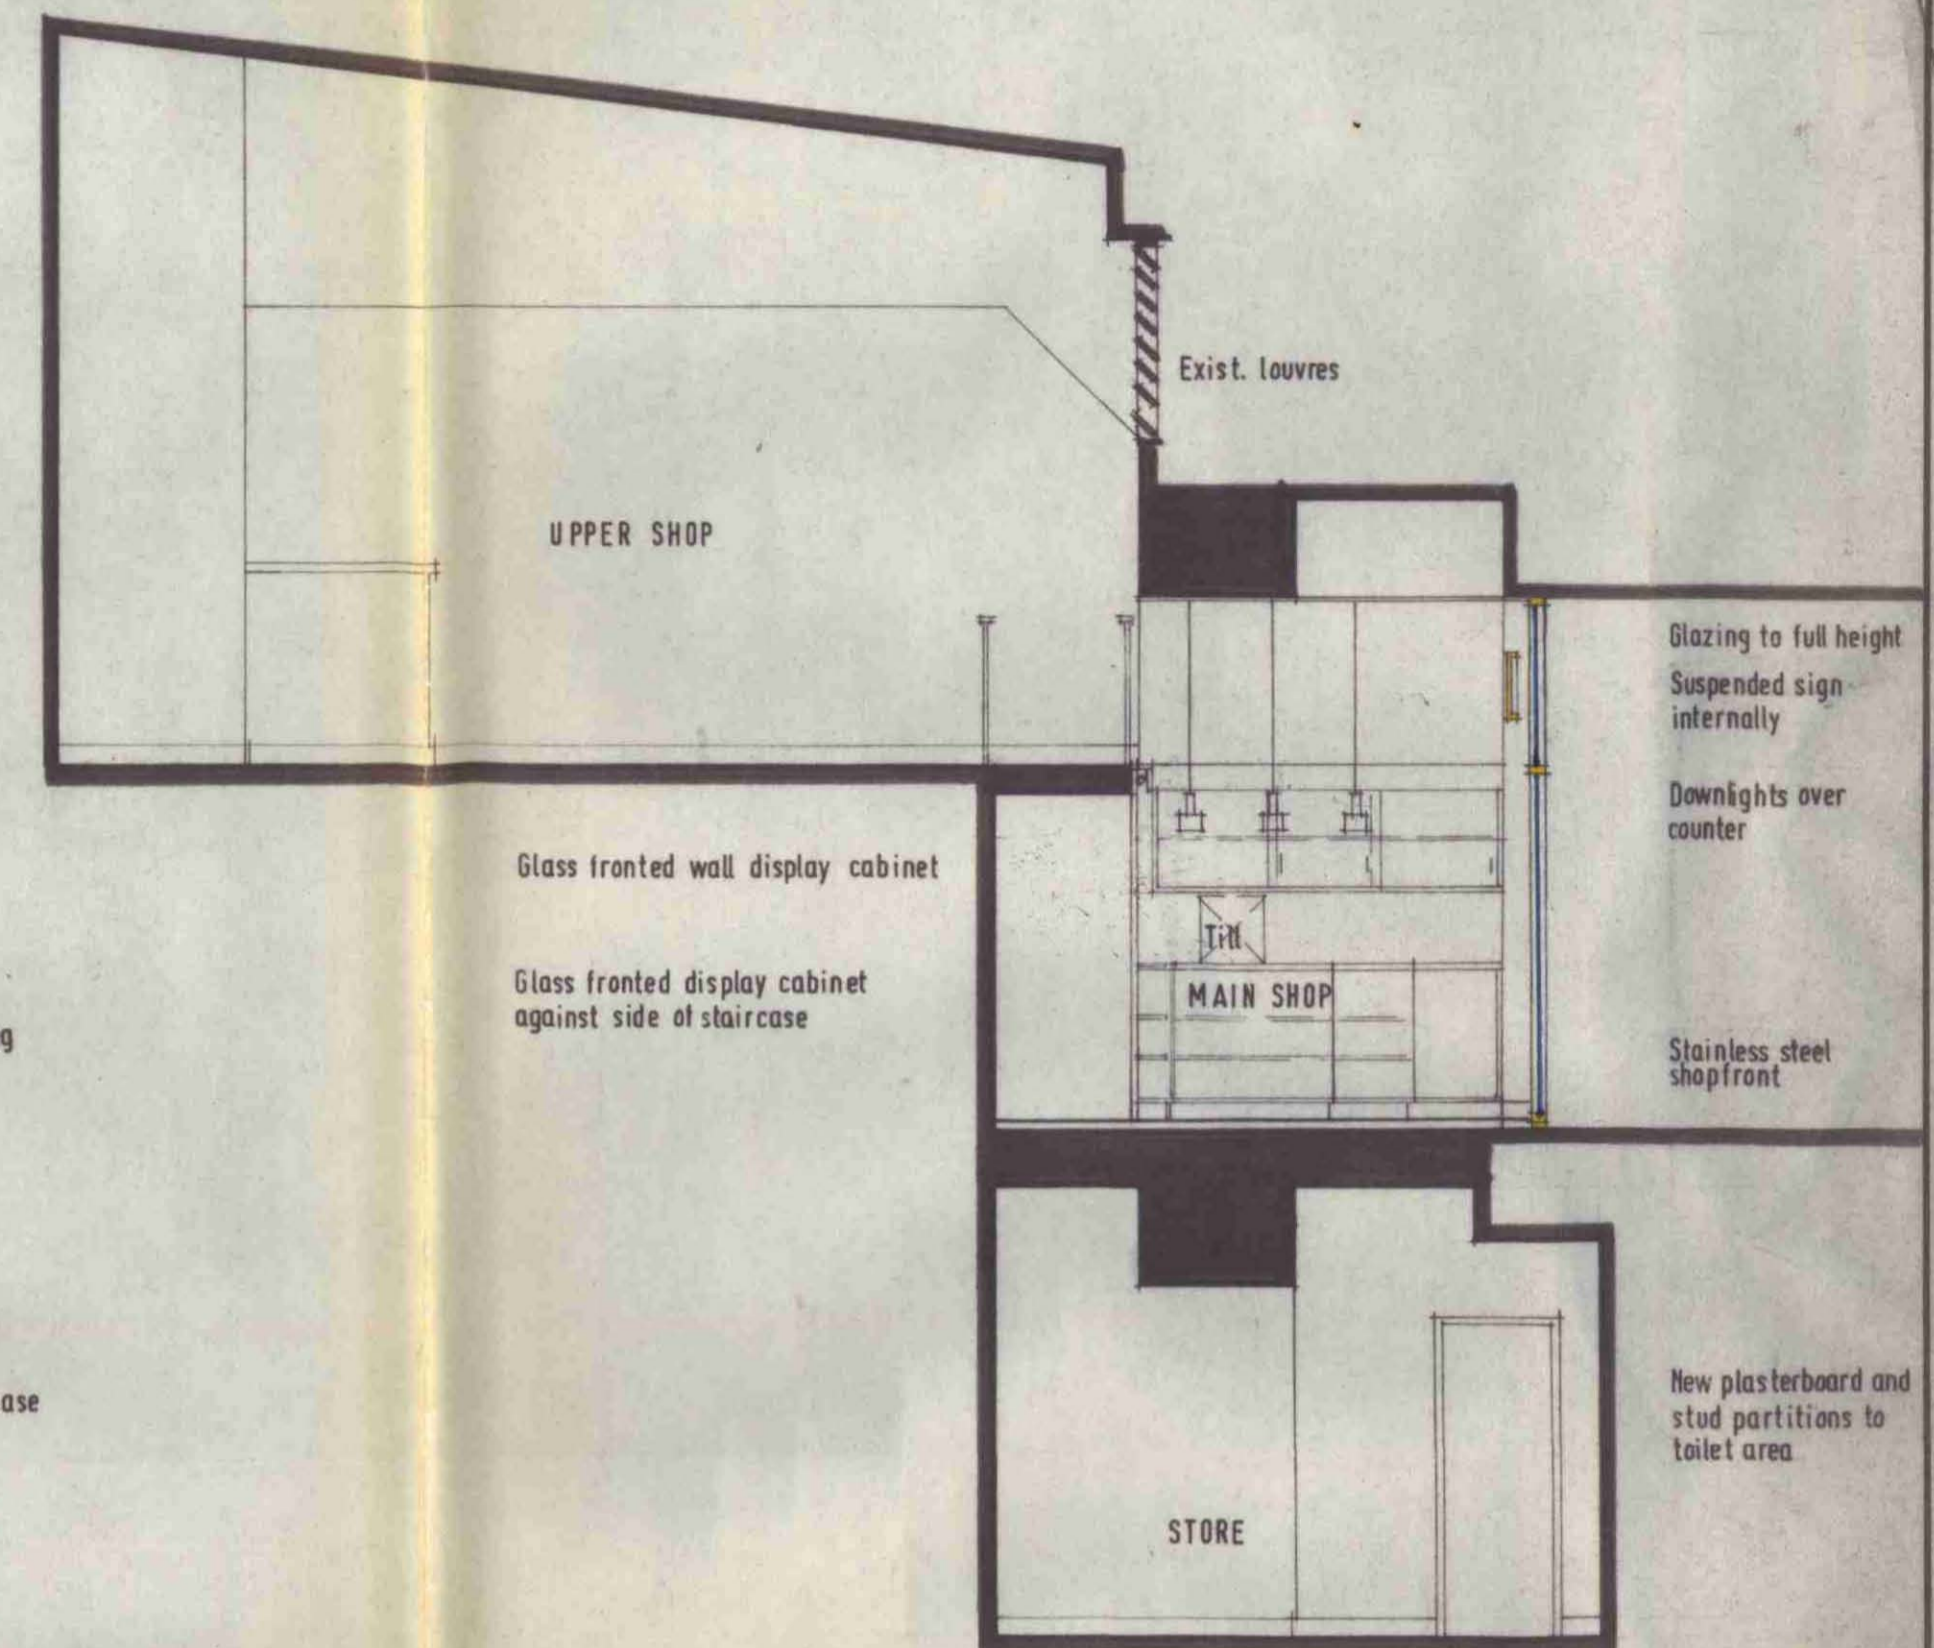 Exist. louvres
UPPER SHOP
Glazing to full height
Suspended sign
internally
Downlights over
counter
Glass fronted wall display cabinet
Till
Glass fronted display cabinet
against side of staircase
MAIN SHOP
g
Stainless steel
shopfront
ase
New plasterboard and
stud partitions to
toilet area
STORE